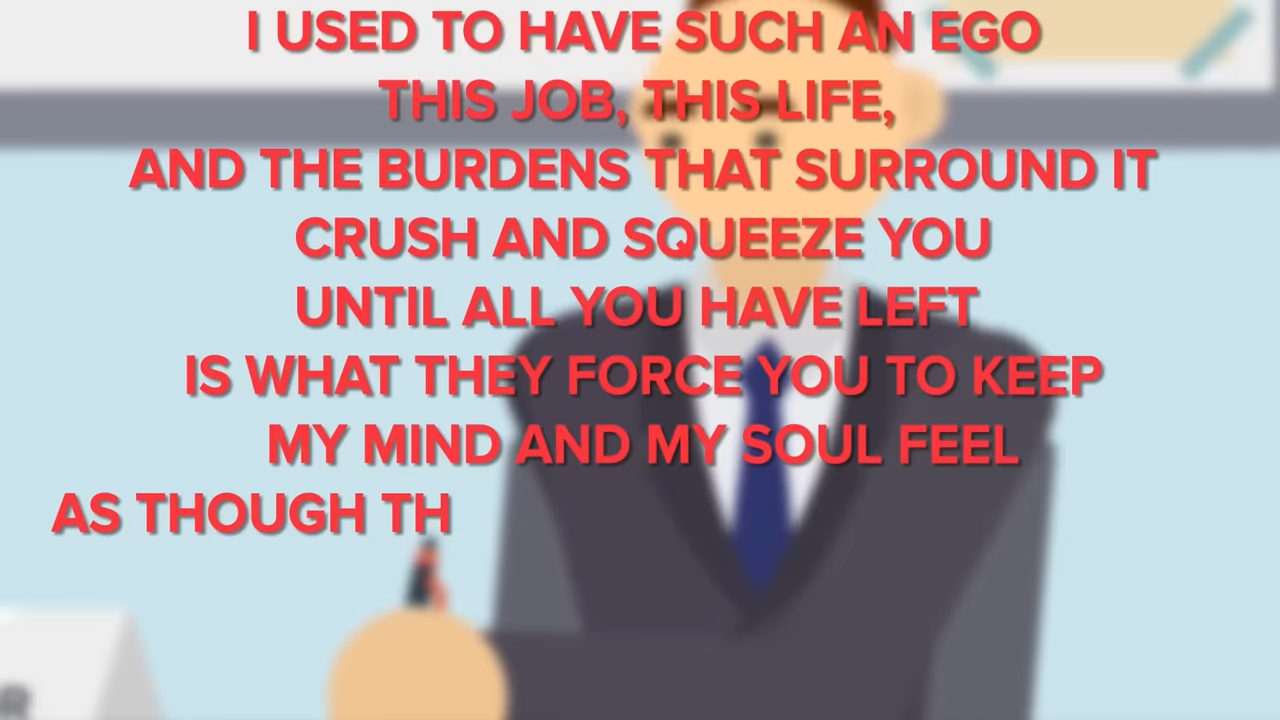 I USED TO HAVE SUCH AN EGO
THIS JOB, THIS LIFE,
AND THE BURDENS THAT SURROUND IT
CRUSH AND SQUEEZE YOU
UNTIL ALL YOU HAVE LEFT
IS WHAT THEY FORCE YOU TO KEEP
MY MIND AND MY SOUL FEEL
AS THOUGH TH